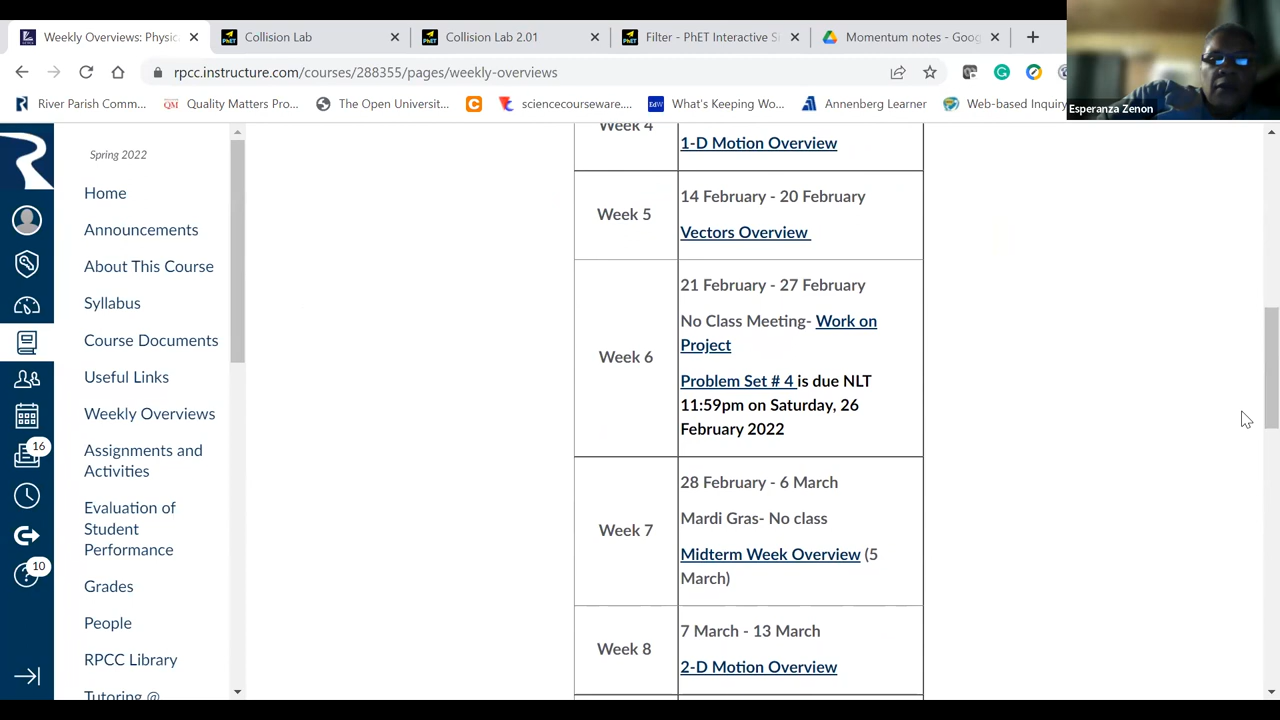 Weekly Overviews: Physic
Collision Lab
Collision Lab 2.01
Filter - PhET Interactive Si
Momentum notes - Goog
rpcc.instructure.com/courses/288355/pages/weekly-overviews
River Parish Comm...
QM
Quality Matters Pro...
The Open Universit...
sciencecourseware....
EdW
What's Keeping Wo...
Annenberg Learner
Web-based Inquiry
Esperanza Zenon
Spring 2022
Home
Announcements
About This Course
Syllabus
Course Documents
Useful Links
Weekly Overviews
Assignments and
Activities
Evaluation of
Student
Performance
Grades
People
RPCC Library
Tutoring @
16
10
Week 4
1-D Motion Overview
Week 5
14 February - 20 February
Vectors Overview
Week 6
21 February - 27 February
No Class Meeting- Work on
Project
Problem Set # 4 is due NLT
11:59pm on Saturday, 26
February 2022
Week 7
28 February - 6 March
Mardi Gras- No class
Midterm Week Overview (5
March)
Week 8
7 March - 13 March
2-D Motion Overview